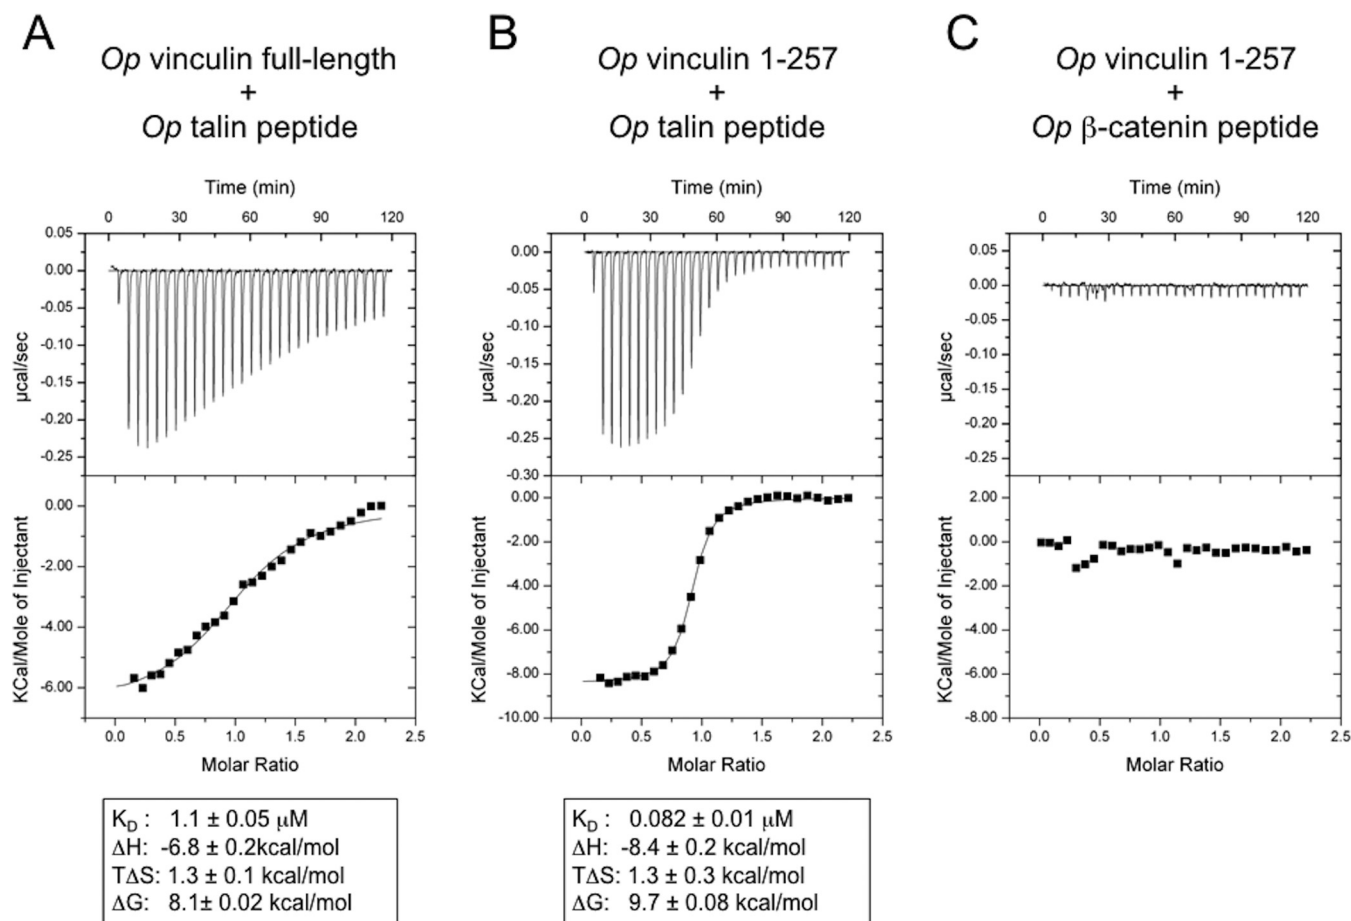 A
Op vinculin full-length
+
Op talin peptide
Time (min)
0 30 60 90 120
0.05
0.00
-0.05
-0.10
-0.15
-0.20
-0.25
µcal/sec
0.00
-2.00
-4.00
-6.00
KCal/Mole of Injectant
0.0 0.5 1.0 1.5 2.0 2.5
Molar Ratio
KD : 1.1 ± 0.05 µM
ΔH: -6.8 ± 0.2kcal/mol
TΔS: 1.3 ± 0.1 kcal/mol
ΔG: 8.1± 0.02 kcal/mol
B
Op vinculin 1-257
+
Op talin peptide
Time (min)
0 30 60 90 120
0.00
-0.05
-0.10
-0.15
-0.20
-0.25
-0.30
µcal/sec
0.00
-2.00
-4.00
-6.00
-8.00
-10.00
KCal/Mole of Injectant
0.0 0.5 1.0 1.5 2.0 2.5
Molar Ratio
KD : 0.082 ± 0.01 µM
ΔH: -8.4 ± 0.2 kcal/mol
TΔS: 1.3 ± 0.3 kcal/mol
ΔG: 9.7 ± 0.08 kcal/mol
C
Op vinculin 1-257
+
Op β-catenin peptide
Time (min)
0 30 60 90 120
0.05
0.00
-0.05
-0.10
-0.15
-0.20
-0.25
µcal/sec
2.00
0.00
-2.00
-4.00
-6.00
-8.00
KCal/Mole of Injectant
0.0 0.5 1.0 1.5 2.0 2.5
Molar Ratio